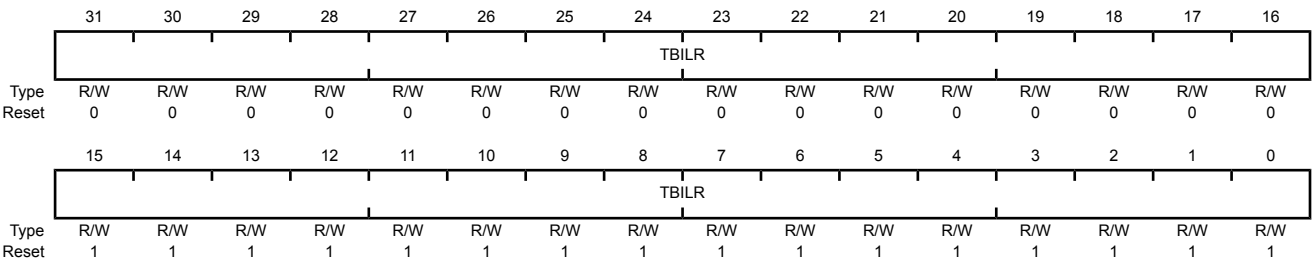 31 30 29 28 27 26 25 24 23 22 21 20 19 18 17 16
TBILR
Type R/W R/W R/W R/W R/W R/W R/W R/W R/W R/W R/W R/W R/W R/W R/W R/W
Reset 0 0 0 0 0 0 0 0 0 0 0 0 0 0 0 0
15 14 13 12 11 10 9 8 7 6 5 4 3 2 1 0
TBILR
Type R/W R/W R/W R/W R/W R/W R/W R/W R/W R/W R/W R/W R/W R/W R/W R/W
Reset 1 1 1 1 1 1 1 1 1 1 1 1 1 1 1 1